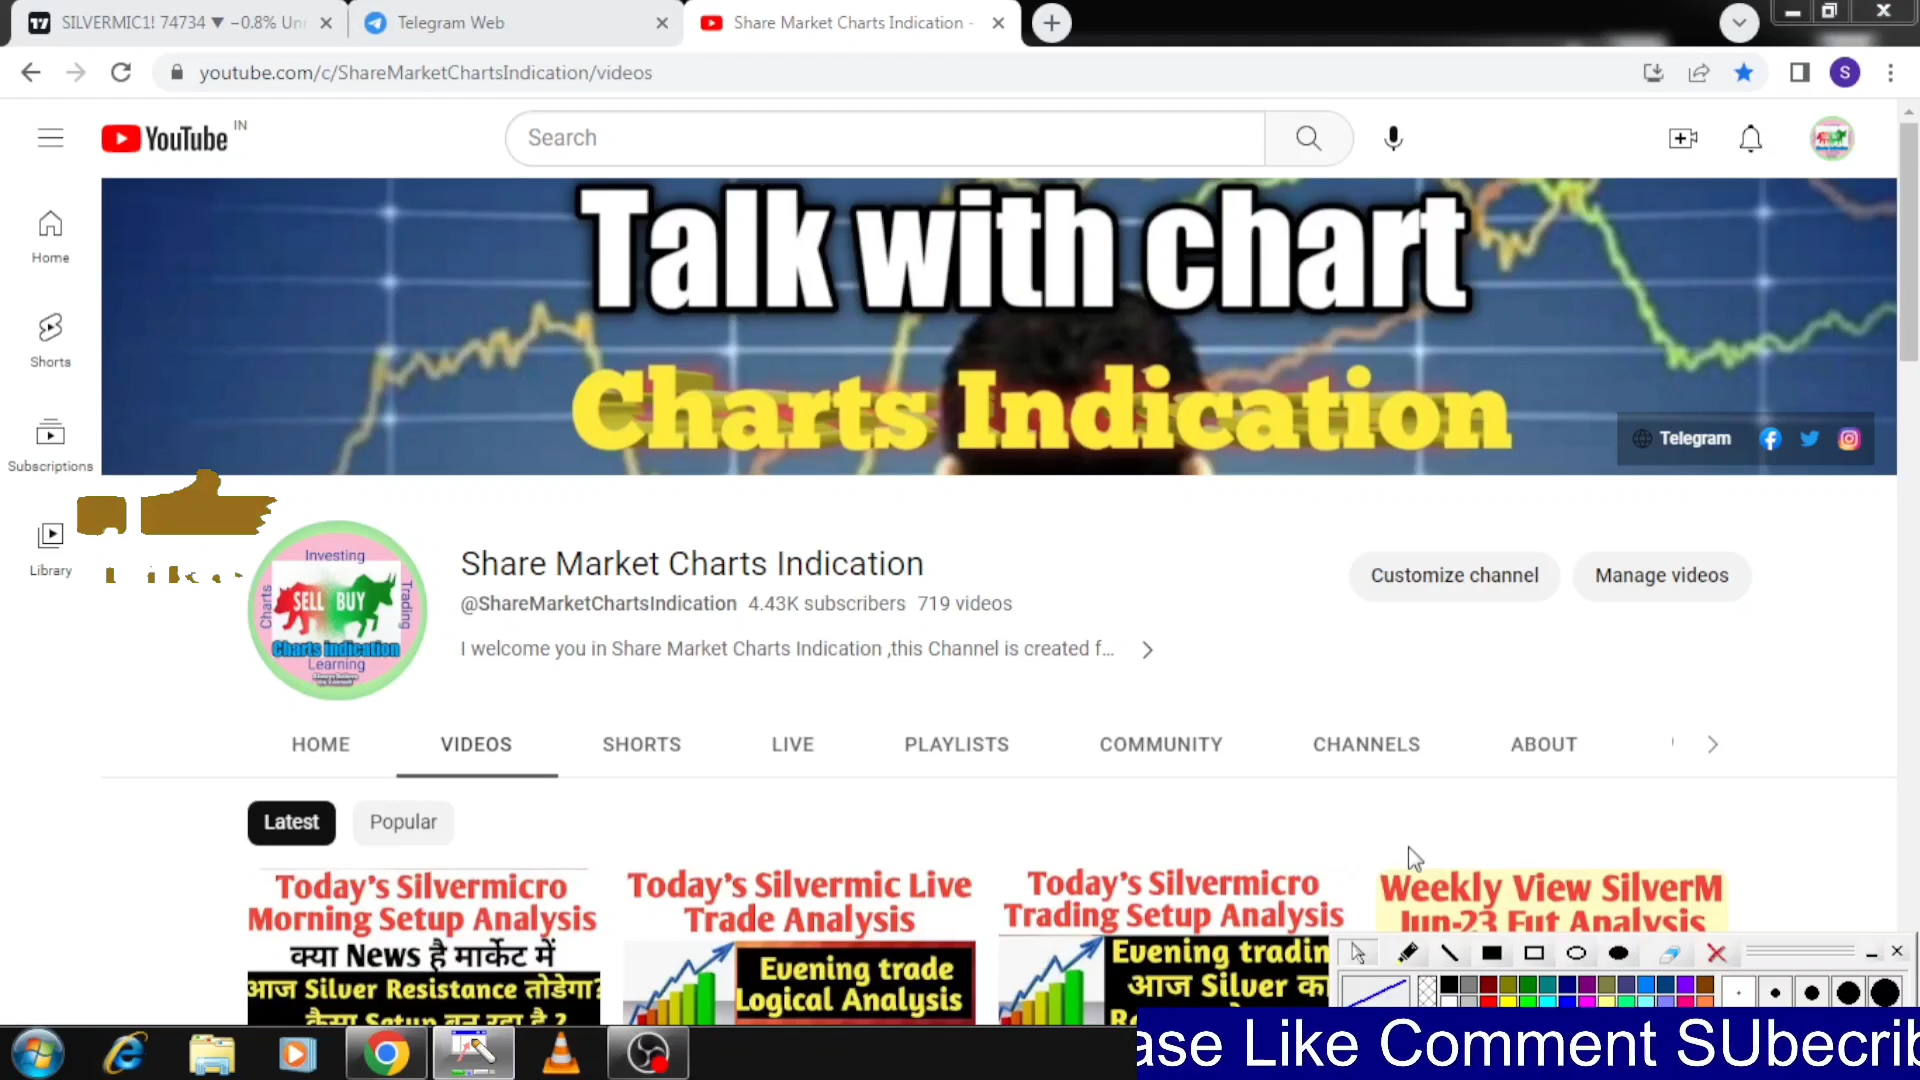 SILVERMIC1! 74734 ▼ −0.8% Unn
Telegram Web
Share Market Charts Indication -
youtube.com/c/ShareMarketChartsIndication/videos
S
YouTube IN
Search
Home
Shorts
Subscriptions
Library
Talk with chart
Charts Indication
Telegram
Investing
Charts
Trading
SELL BUY
Charts indication
Learning
Share Market Charts Indication
@ShareMarketChartsIndication 4.43K subscribers 719 videos
I welcome you in Share Market Charts Indication ,this Channel is created f...
Customize channel
Manage videos
HOME
VIDEOS
SHORTS
LIVE
PLAYLISTS
COMMUNITY
CHANNELS
ABOUT
Latest
Popular
Today's Silvermicro
Morning Setup Analysis
क्या News है मार्केट में
आज Silver Resistance तोडेगा?
कैसा Setup बन रहा है ?
Today's Silvermic Live
Trade Analysis
Evening trade
Logical Analysis
Today's Silvermicro
Trading Setup Analysis
Evening tradin
आज Silver का
Weekly View SilverM
Jun-23 Fut Analysis
ase Like Comment SUbecrib